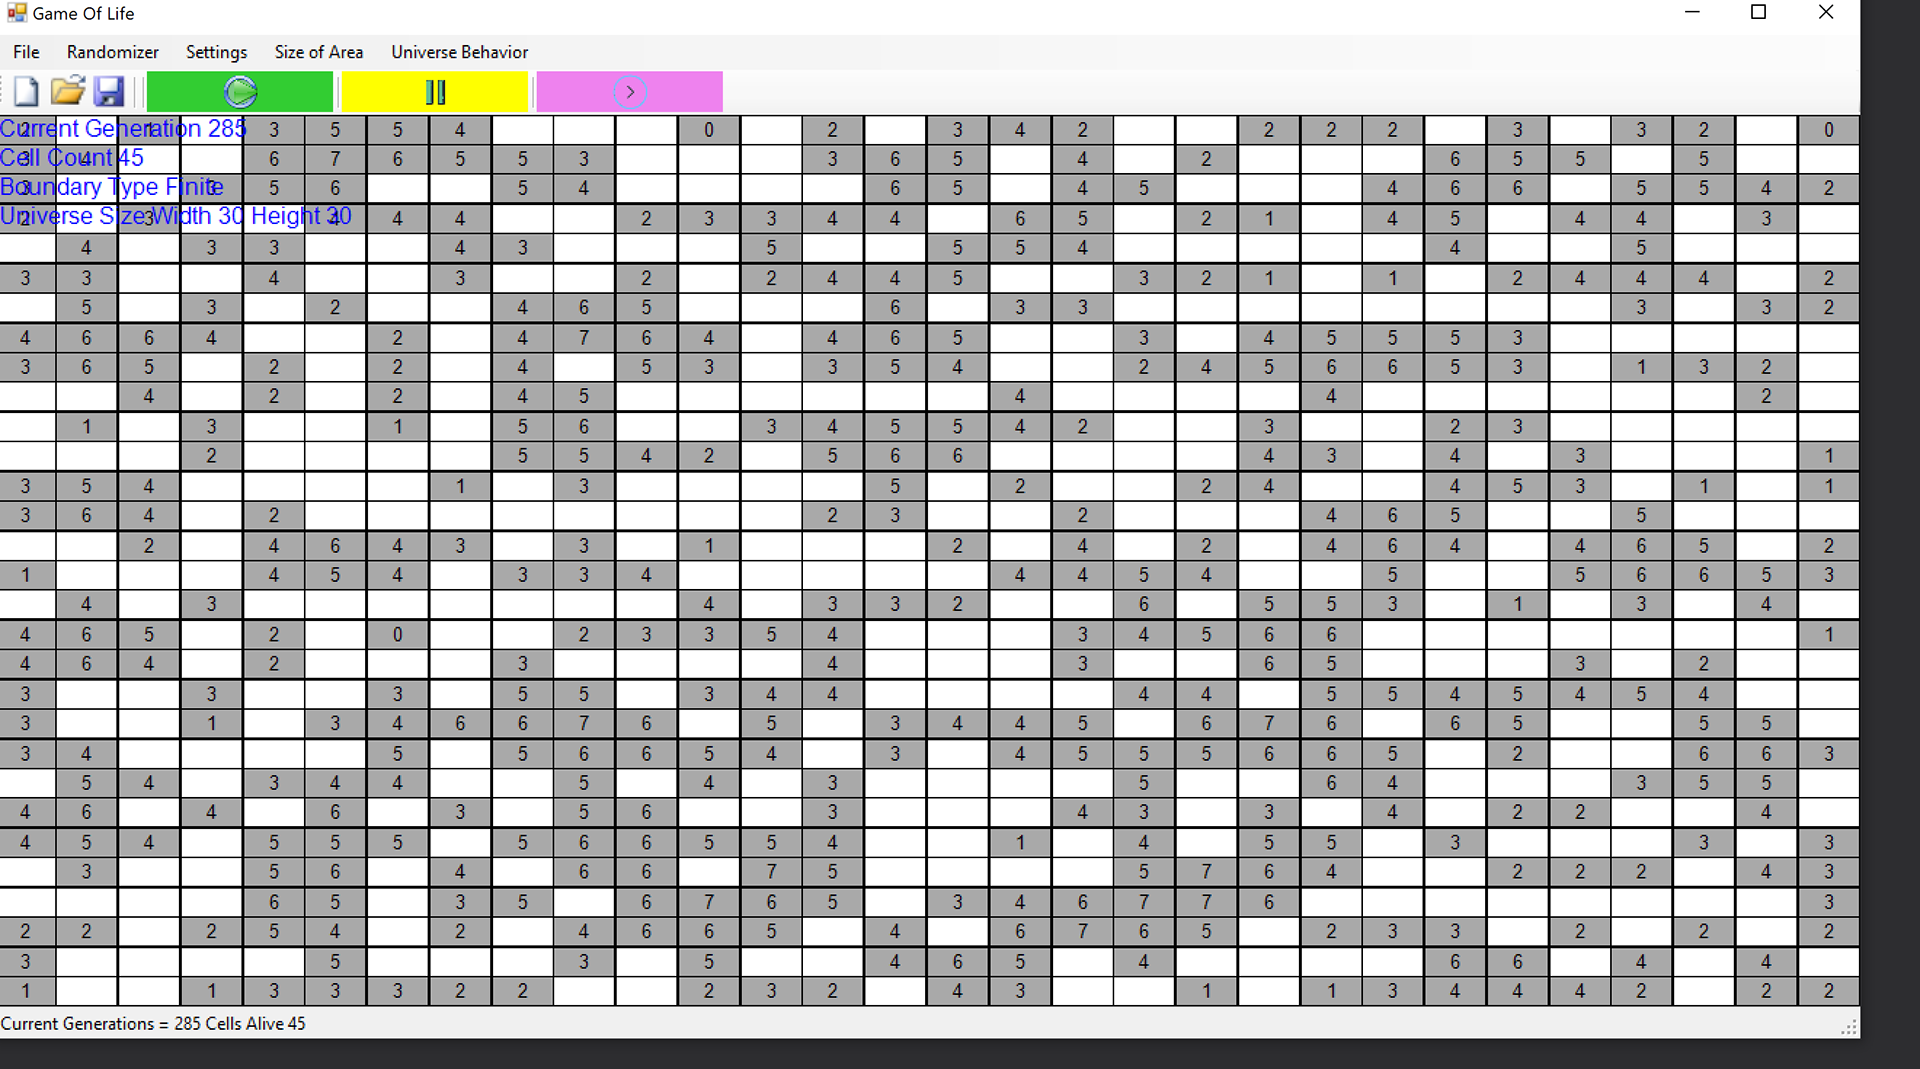 Game Of Life
File Randomizer Settings Size of Area Universe Behavior
Current Generation 285 3 5 5 4 0 2 3 4 2 2 2 2 3 3 2 0
Cell Count 45 6 7 6 5 5 3 3 6 5 4 2 6 5 5 5
Boundary Type Finite 5 6 5 4 6 5 4 5 4 6 6 5 5 4 2
Universe Size Width 30 Height 30 4 4 2 3 3 4 4 6 5 2 1 4 5 4 4 3
4 3 3 4 3 5 5 5 4 4 5
3 3 4 3 2 2 4 4 5 3 2 1 1 2 4 4 4 2
5 3 2 4 6 5 6 3 3 3 3 2
4 6 6 4 2 4 7 6 4 4 6 5 3 4 5 5 5 3
3 6 5 2 2 4 5 3 3 5 4 2 4 5 6 6 5 3 1 3 2
4 2 2 4 5 4 4 2
1 3 1 5 6 3 4 5 5 4 2 3 2 3
2 5 5 4 2 5 6 6 4 3 4 3 1
3 5 4 1 3 5 2 2 4 4 5 3 1 1
3 6 4 2 2 3 2 4 6 5 5
2 4 6 4 3 3 1 2 4 2 4 6 4 4 6 5 2
1 4 5 4 3 3 4 4 4 5 4 5 5 6 6 5 3
4 3 4 3 3 2 6 5 5 3 1 3 4
4 6 5 2 0 2 3 3 5 4 3 4 5 6 6 1
4 6 4 2 3 4 3 6 5 3 2
3 3 3 5 5 3 4 4 4 4 5 5 4 5 4 5 4
3 1 3 4 6 6 7 6 5 3 4 4 5 6 7 6 6 5 5 5
3 4 5 5 6 6 5 4 3 4 5 5 5 6 6 5 2 6 6 3
5 4 3 4 4 5 4 3 5 6 4 3 5 5
4 6 4 6 3 5 6 3 4 3 3 4 2 2 4
4 5 4 5 5 5 5 6 6 5 5 4 1 4 5 5 3 3 3
3 5 6 4 6 6 7 5 5 7 6 4 2 2 2 4 3
6 5 3 5 6 7 6 5 3 4 6 7 7 6 3
2 2 2 5 4 2 4 6 6 5 4 6 7 6 5 2 3 3 2 2 2
3 5 3 5 4 6 5 4 6 6 4 4
1 1 3 3 3 2 2 2 3 2 4 3 1 1 3 4 4 4 2 2 2
Current Generations = 285 Cells Alive 45